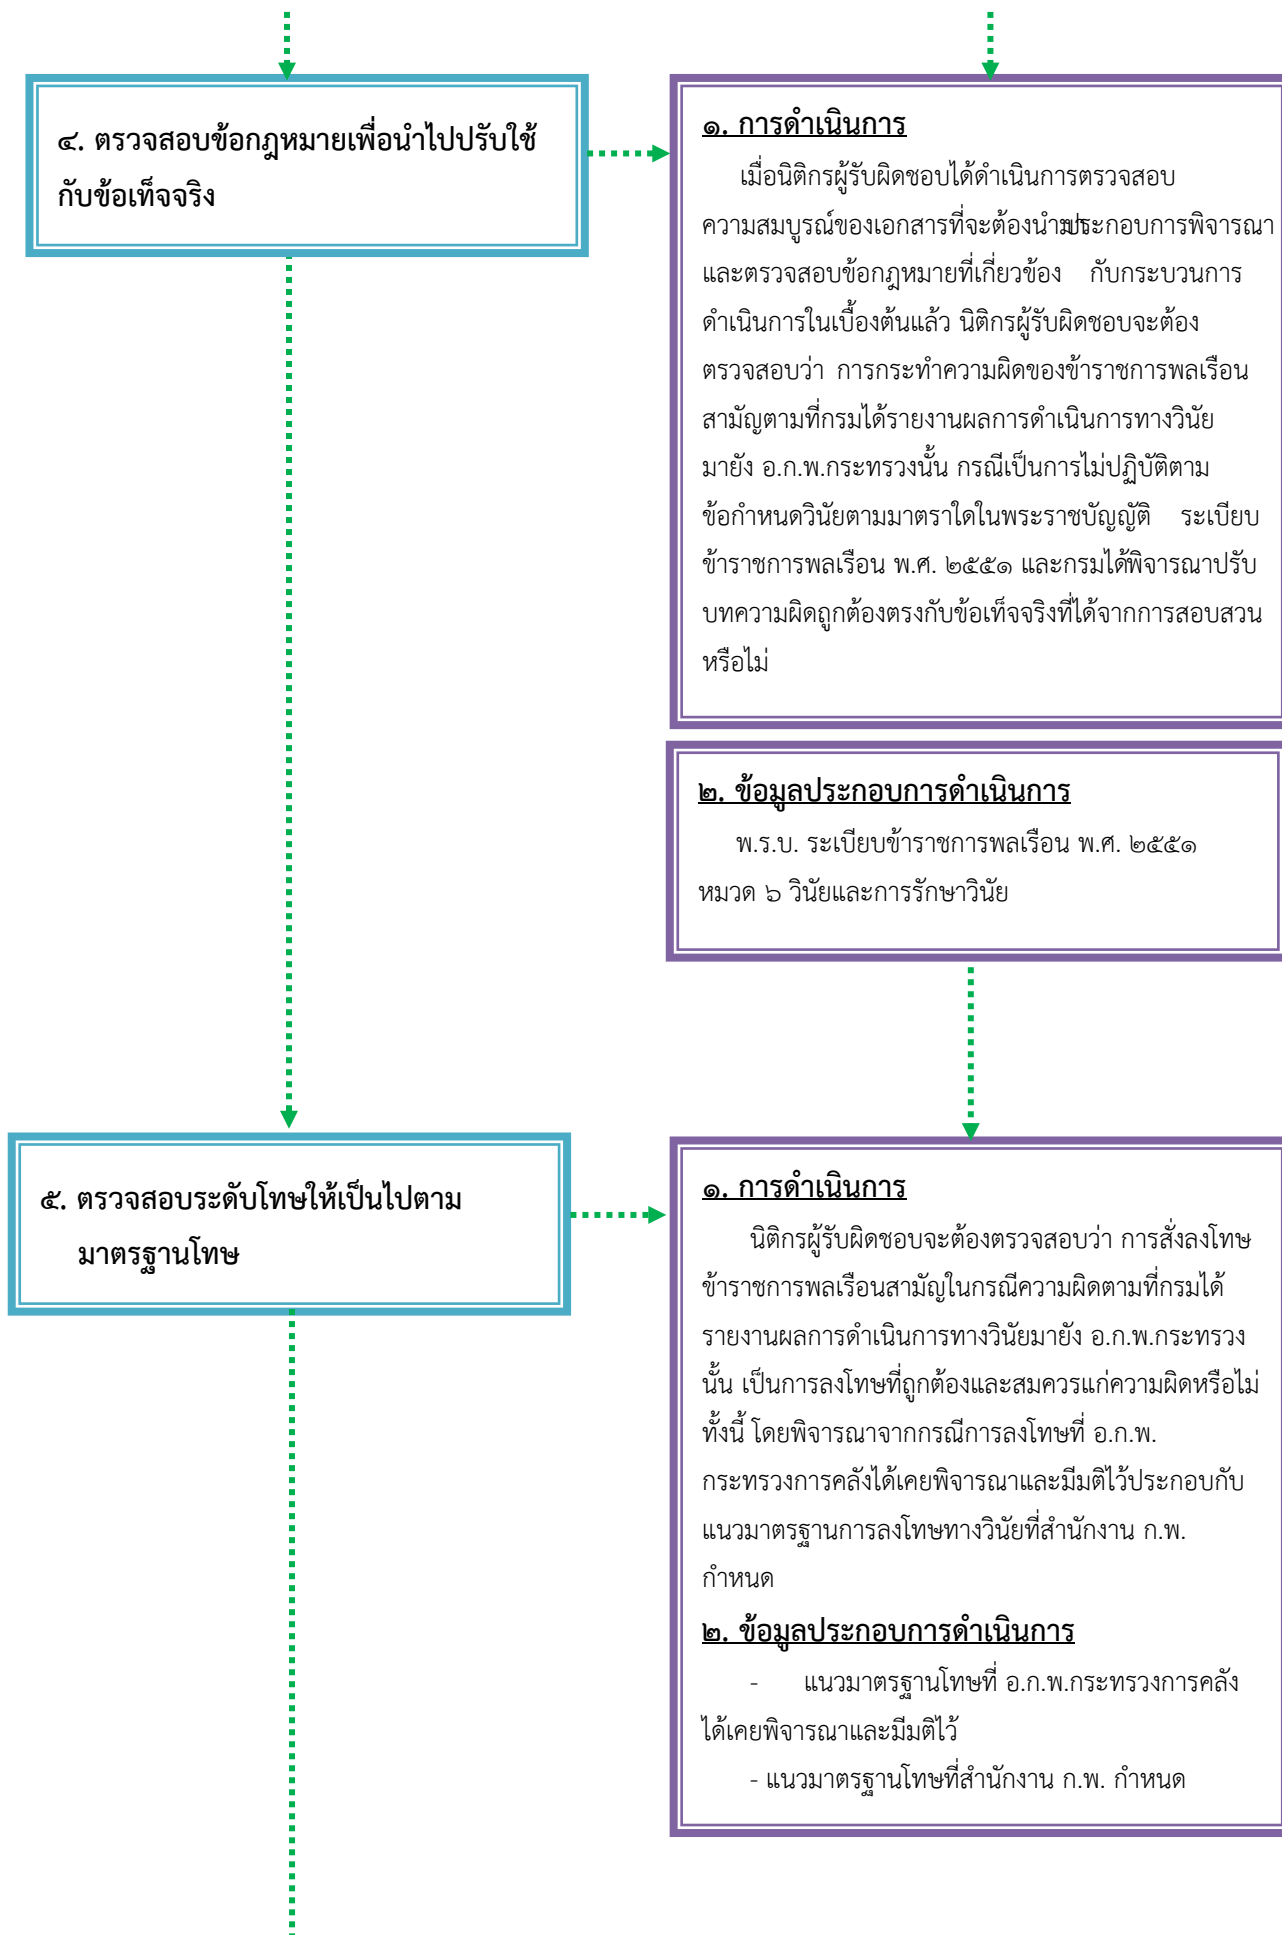 ๔. ตรวจสอบข้อกฎหมายเพื่อนำไปปรับใช้
กับข้อเท็จจริง
๑. การดำเนินการ
เมื่อนิติกรผู้รับผิดชอบได้ดำเนินการตรวจสอบ
ความสมบูรณ์ของเอกสารที่จะต้องนำมาประกอบการพิจารณา
และตรวจสอบข้อกฎหมายที่เกี่ยวข้อง กับกระบวนการ
ดำเนินการในเบื้องต้นแล้ว นิติกรผู้รับผิดชอบจะต้อง
ตรวจสอบว่า การกระทำความผิดของข้าราชการพลเรือน
สามัญตามที่กรมได้รายงานผลการดำเนินการทางวินัย
มายัง อ.ก.พ.กระทรวงนั้น กรณีเป็นการไม่ปฏิบัติตาม
ข้อกำหนดวินัยตามมาตราใดในพระราชบัญญัติ ระเบียบ
ข้าราชการพลเรือน พ.ศ. ๒๕๕๑ และกรมได้พิจารณาปรับ
บทความผิดถูกต้องตรงกับข้อเท็จจริงที่ได้จากการสอบสวน
หรือไม่
๒. ข้อมูลประกอบการดำเนินการ
พ.ร.บ. ระเบียบข้าราชการพลเรือน พ.ศ. ๒๕๕๑
หมวด ๖ วินัยและการรักษาวินัย
๕. ตรวจสอบระดับโทษให้เป็นไปตาม
มาตรฐานโทษ
๑. การดำเนินการ
นิติกรผู้รับผิดชอบจะต้องตรวจสอบว่า การสั่งลงโทษ
ข้าราชการพลเรือนสามัญในกรณีความผิดตามที่กรมได้
รายงานผลการดำเนินการทางวินัยมายัง อ.ก.พ.กระทรวง
นั้น เป็นการลงโทษที่ถูกต้องและสมควรแก่ความผิดหรือไม่
ทั้งนี้ โดยพิจารณาจากกรณีการลงโทษที่ อ.ก.พ.
กระทรวงการคลังได้เคยพิจารณาและมีมติไว้ประกอบกับ
แนวมาตรฐานการลงโทษทางวินัยที่สำนักงาน ก.พ.
กำหนด
๒. ข้อมูลประกอบการดำเนินการ
- แนวมาตรฐานโทษที่ อ.ก.พ.กระทรวงการคลัง
ได้เคยพิจารณาและมีมติไว้
- แนวมาตรฐานโทษที่สำนักงาน ก.พ. กำหนด